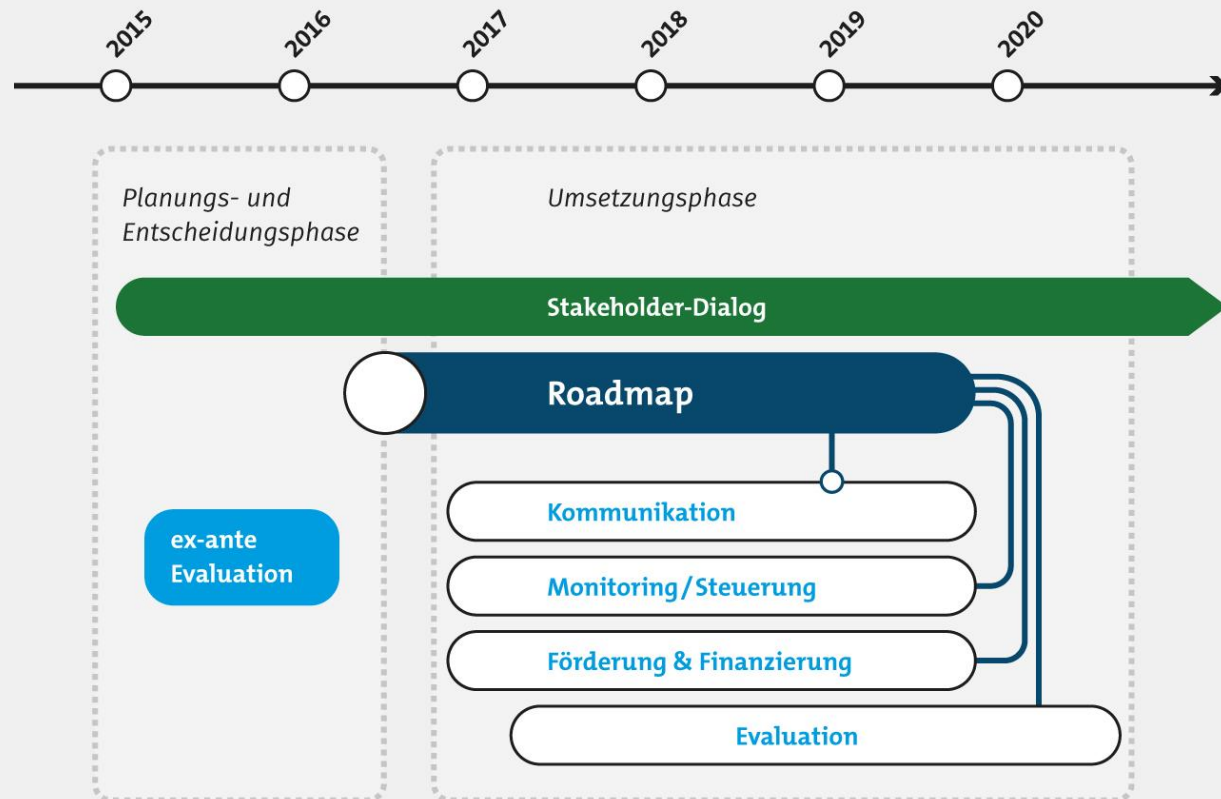 2015
2016
2017
2018
2019
2020
Planungs- und
Entscheidungsphase
Umsetzungsphase
Stakeholder-Dialog
Roadmap
ex-ante
Evaluation
Kommunikation
Monitoring/Steuerung
Förderung & Finanzierung
Evaluation